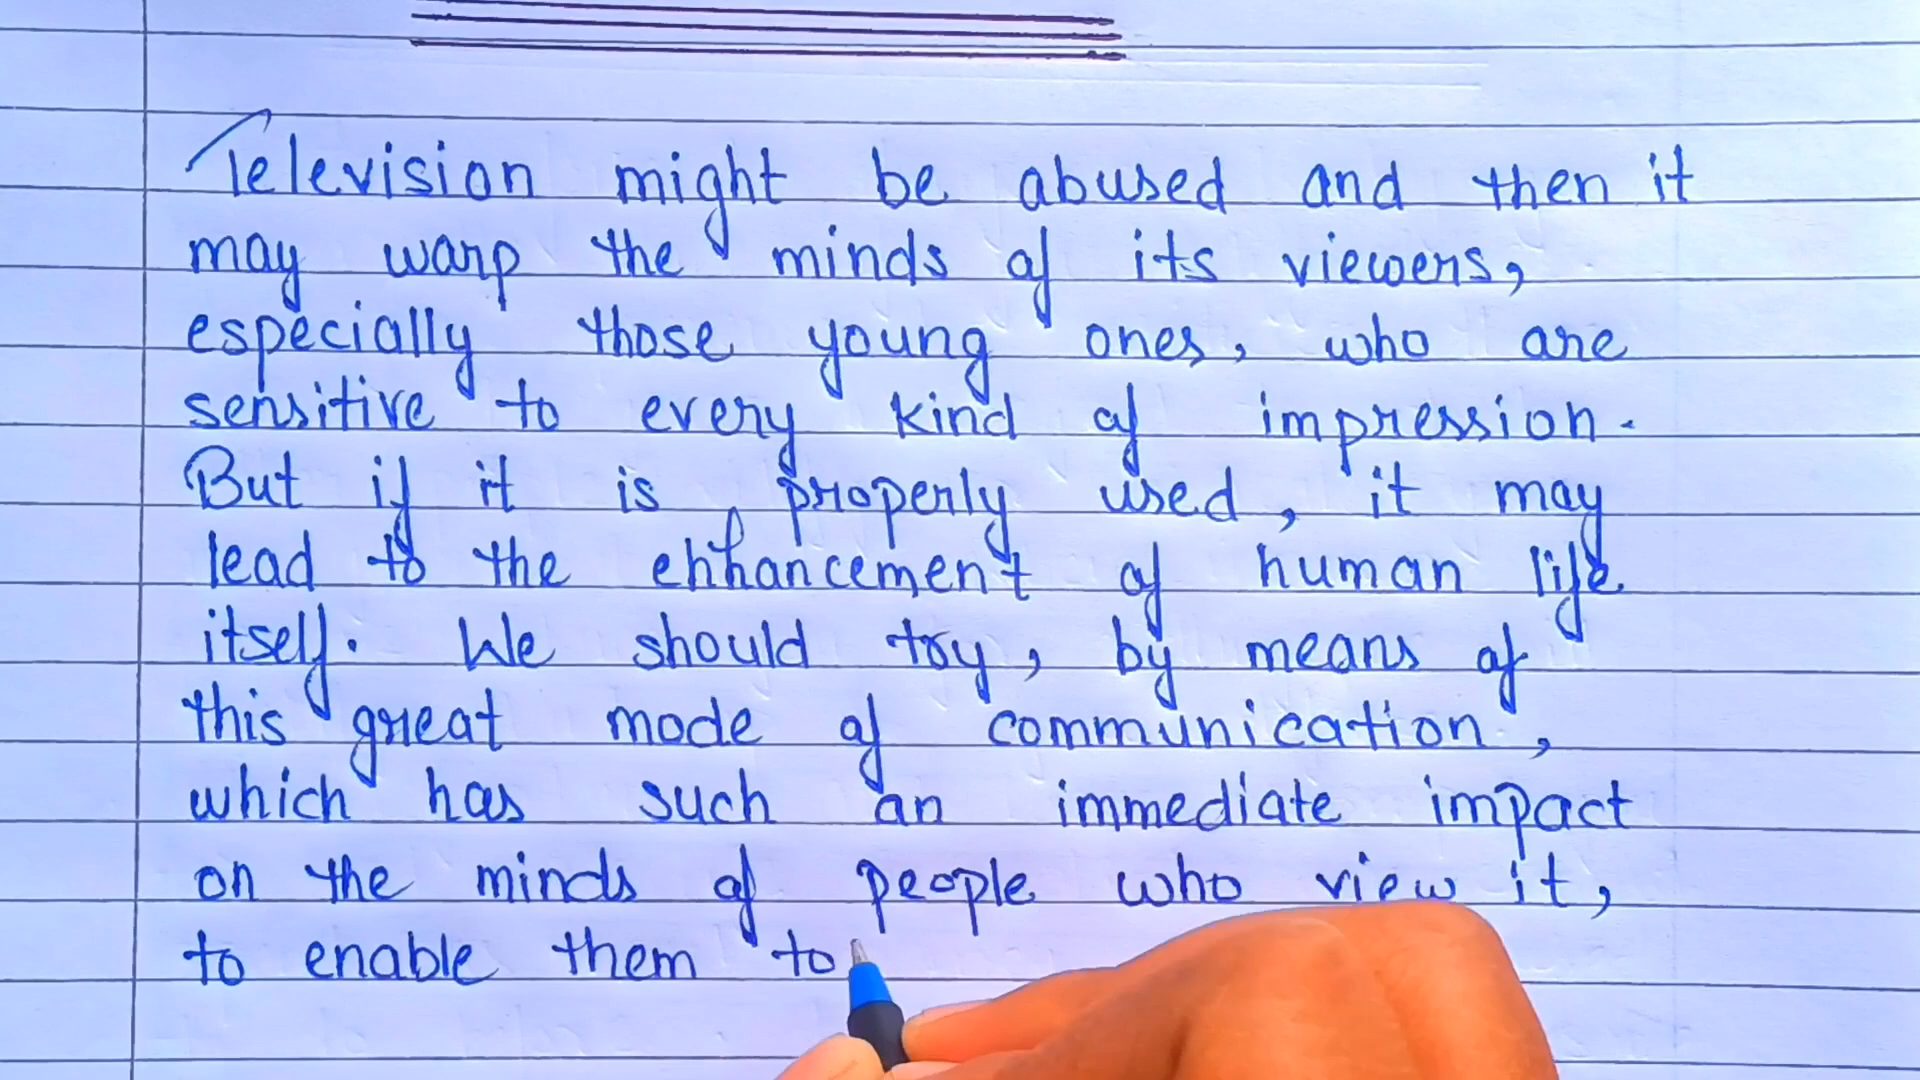 Television might be abused and then it
may warp the minds of its viewers,
especially those young ones, who are
sensitive to every kind of impression.
But if it is properly used, it may
lead to the enhancement of human life
itself. We should try, by means of
this great mode of communication,
which has such an immediate impact
on the minds of people who view it,
to enable them to